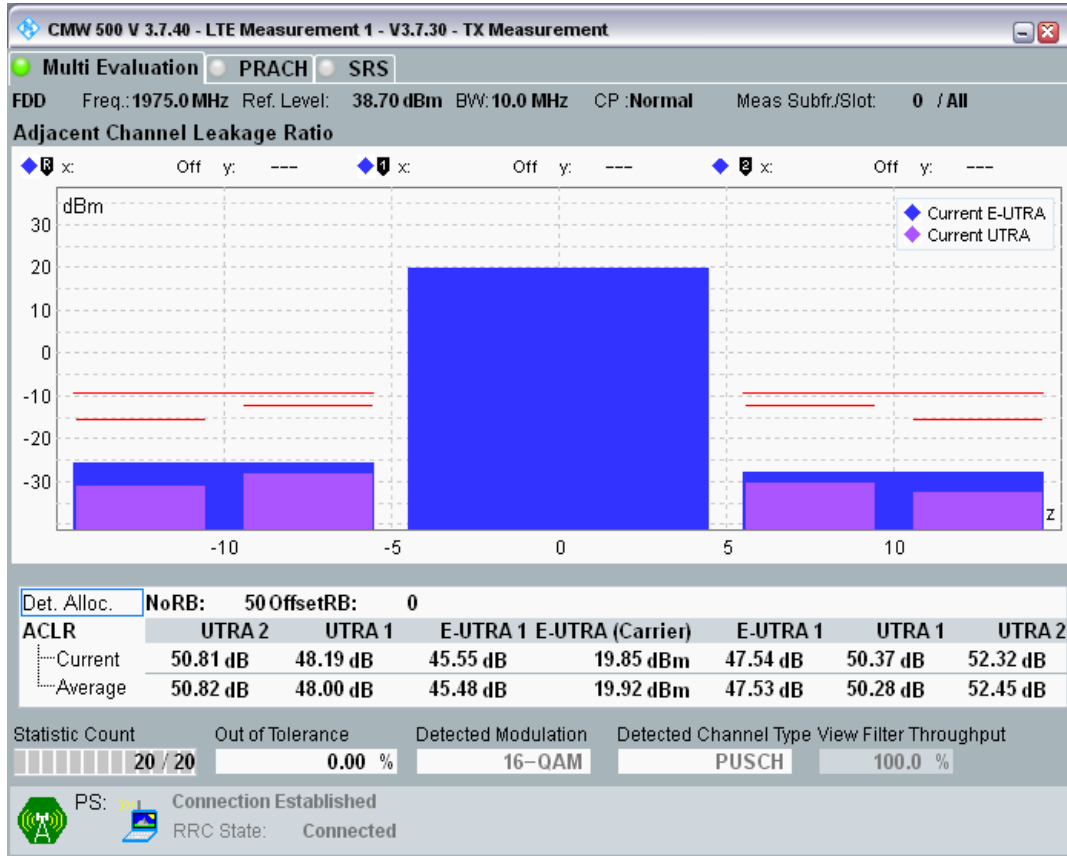 CMW 500 V 3.7.40 - LTE Measurement 1 - V3.7.30 - TX Measurement
Multi Evaluation PRACH SRS
FDD Freq.: 1975.0 MHz Ref. Level: 38.70 dBm BW: 10.0 MHz CP :Normal Meas Subfr./Slot: 0 / All
Adjacent Channel Leakage Ratio
R x: Off y: --- 1 x: Off y: --- 2 x: Off y: ---
dBm
Current E-UTRA
Current UTRA
30
20
10
0
-10
-20
-30
z
-10 -5 0 5 10
Det. Alloc. NoRB: 50 OffsetRB: 0
ACLR UTRA 2 UTRA 1 E-UTRA 1 E-UTRA (Carrier) E-UTRA 1 UTRA 1 UTRA 2
Current 50.81 dB 48.19 dB 45.55 dB 19.85 dBm 47.54 dB 50.37 dB 52.32 dB
Average 50.82 dB 48.00 dB 45.48 dB 19.92 dBm 47.53 dB 50.28 dB 52.45 dB
Statistic Count Out of Tolerance Detected Modulation Detected Channel Type View Filter Throughput
20 / 20 0.00 % 16-QAM PUSCH 100.0 %
PS: Connection Established
RRC State: Connected